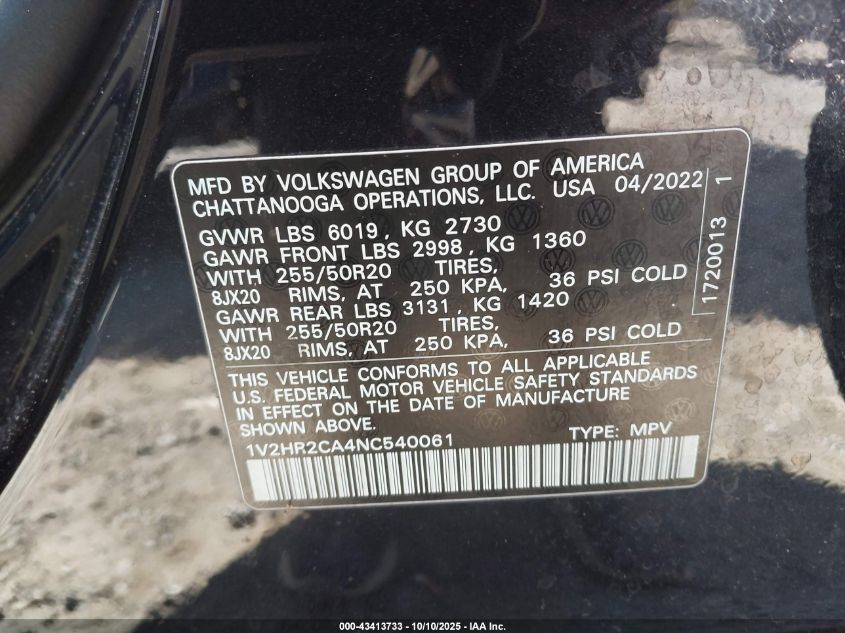 MFD BY VOLKSWAGEN GROUP OF AMERICA
CHATTANOOGA OPERATIONS, LLC. USA 04/2022
GVWR LBS 6019, KG 2730
GAWR FRONT LBS 2998, KG 1360
WITH 255/50R20 TIRES,
8JX20 RIMS, AT 250 KPA, 36 PSI COLD
GAWR REAR LBS 3131, KG 1420
WITH 255/50R20 TIRES,
8JX20 RIMS, AT 250 KPA, 36 PSI COLD
THIS VEHICLE CONFORMS TO ALL APPLICABLE
U.S. FEDERAL MOTOR VEHICLE SAFETY STANDARDS
IN EFFECT ON THE DATE OF MANUFACTURE
SHOWN ABOVE.
1V2HR2CA4NC540061 TYPE: MPV
1720013 1
000-43413733 - 10/10/2025 - IAA Inc.